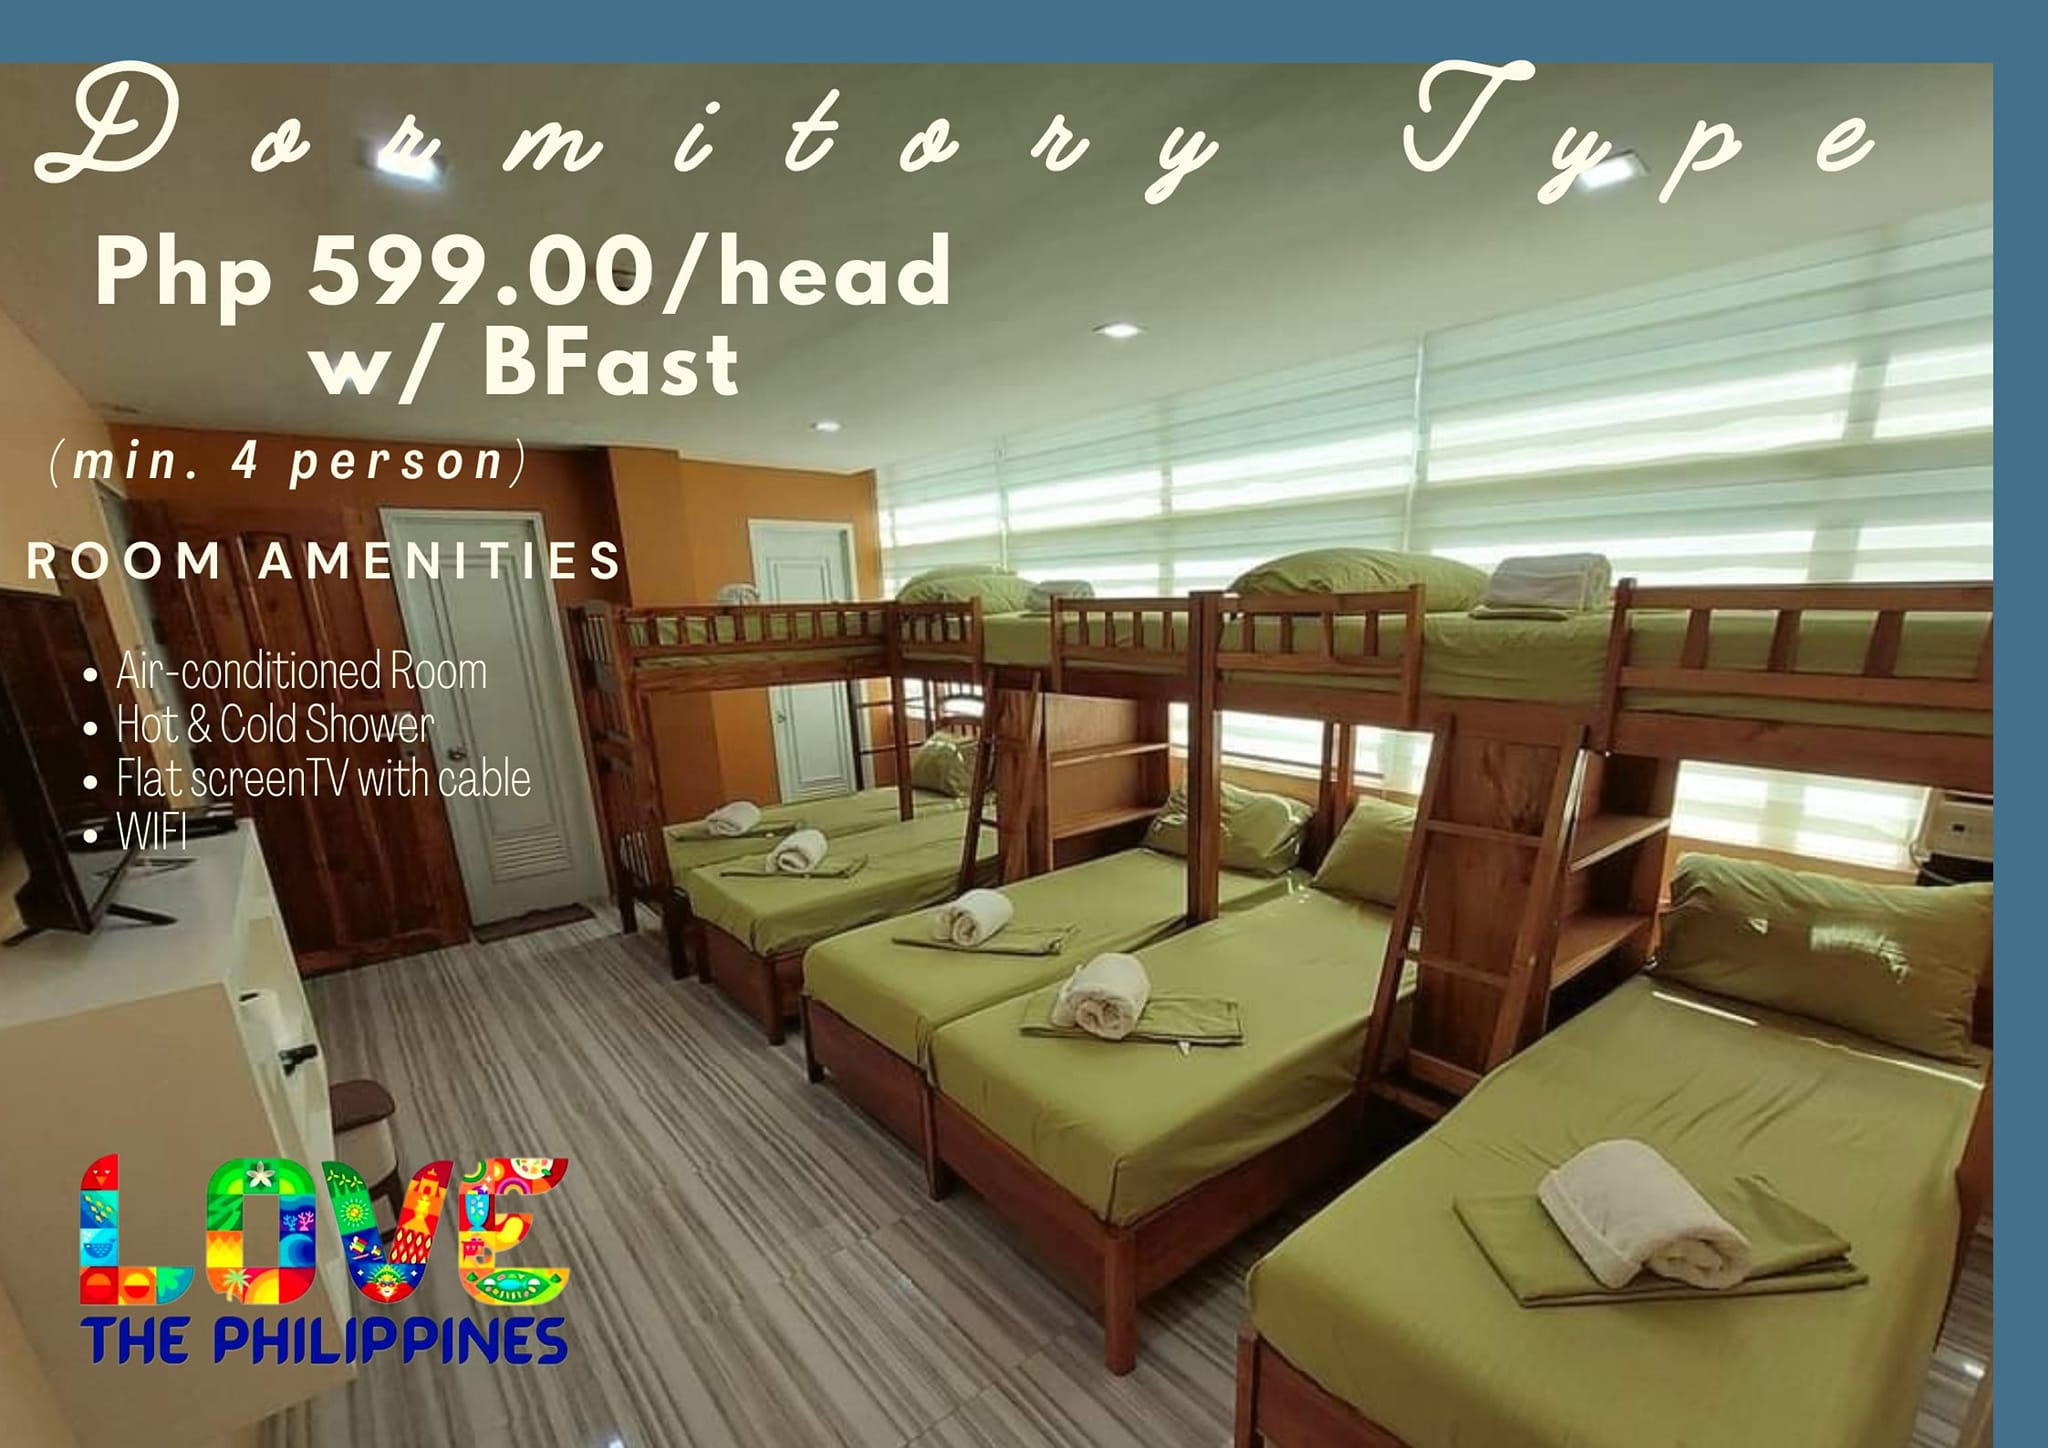 Dormitory Type
Php 599.00/head
w/ BFast
(min. 4 person)
ROOM AMENITIES
• Air-conditioned Room
• Hot & Cold Shower
• Flat screenTV with cable
• WIFI
LOVE
THE PHILIPPINES